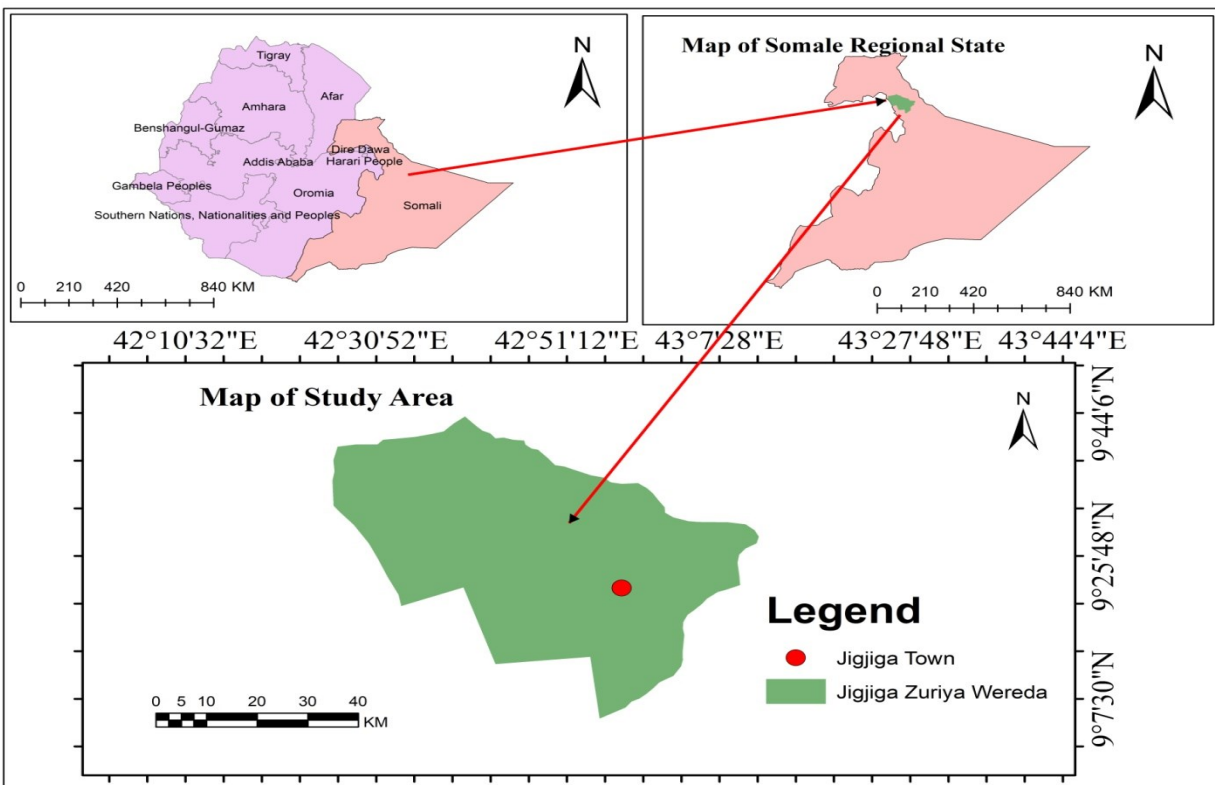 N
Tigray
Afar
Amhara
Benshangul-Gumaz
Dire Dawa
Addis Ababa
Harari People
Gambela Peoples
Oromia
Somali
Southern Nations, Nationalities and Peoples
0 210 420 840 KM
Map of Somale Regional State
N
0 210 420 840 KM
42°10'32"E 42°30'52"E 42°51'12"E 43°7'28"E 43°27'48"E 43°44'4"E
Map of Study Area
N
9°44'6"N
9°25'48"N
9°7'30"N
Legend
Jigjiga Town
Jigjiga Zuriya Wereda
0 5 10 20 30 40
KM